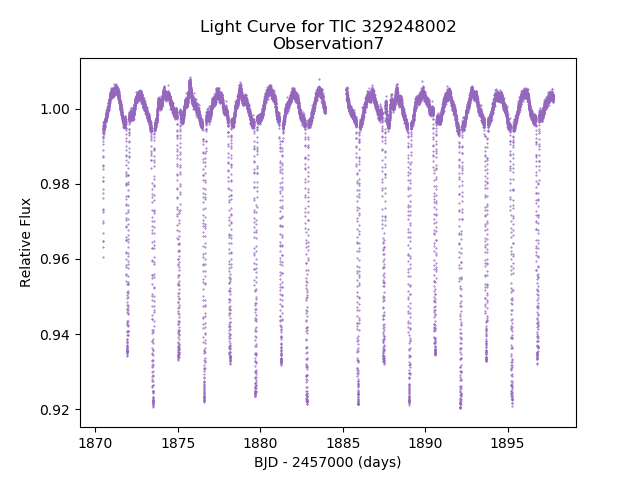 Light Curve for TIC 329248002
Observation7
1.00
0.98
0.96
0.94
0.92
Relative Flux
1870
1875
1880
1885
1890
1895
BJD - 2457000 (days)